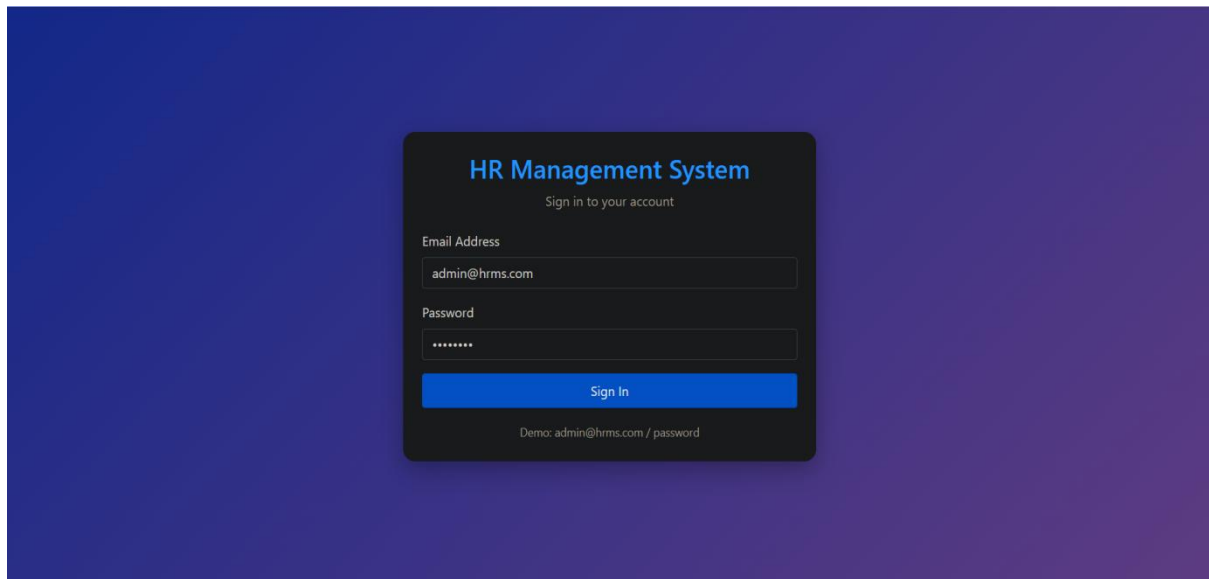 HR Management System
Sign in to your account
Email Address
admin@hrms.com
Password
••••••••
Sign In
Demo: admin@hrms.com / password